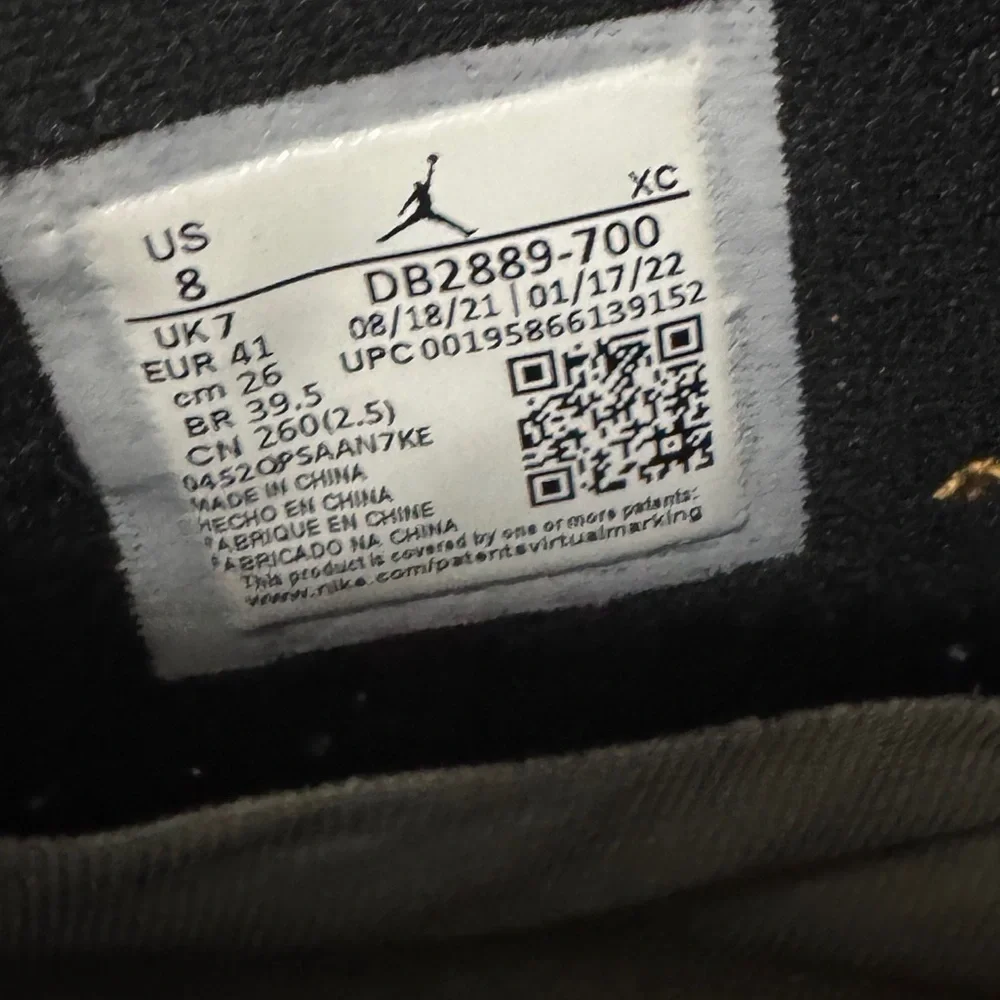 US XC
8 DB2889-700
UK 7 08/18/21 | 01/17/22
EUR 41 UPC 00195866139152
cm 26
BR 39.5
CN 260(2.5)
MADE IN CHINA
HECHO EN CHINA
FABRIQUE EN CHINE
FABRICADO NA CHINA
This product is covered by one or more patents:
www.nike.com/patentsvirtualmarking